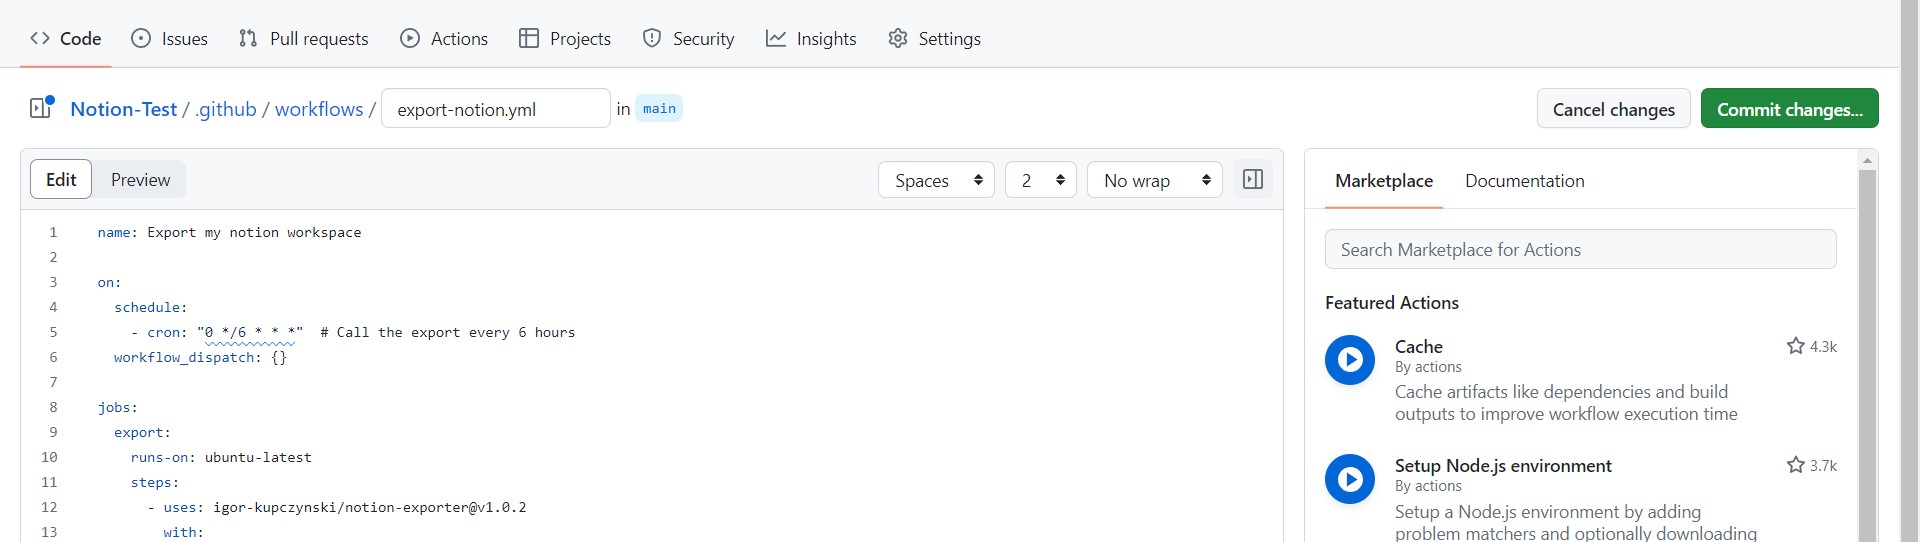 Code Issues Pull requests Actions Projects Security Insights Settings
Notion-Test / .github / workflows / export-notion.yml in main Cancel changes Commit changes...
Edit Preview Spaces 2 No wrap
1 name: Export my notion workspace
2
3 on:
4 schedule:
5 - cron: "0 */6 * * *" # Call the export every 6 hours
6 workflow_dispatch: {}
7
8 jobs:
9 export:
10 runs-on: ubuntu-latest
11 steps:
12 - uses: igor-kupczynski/notion-exporter@v1.0.2
13 with:
Marketplace Documentation
Search Marketplace for Actions
Featured Actions
Cache 4.3k
By actions
Cache artifacts like dependencies and build
outputs to improve workflow execution time
Setup Node.js environment 3.7k
By actions
Setup a Node.js environment by adding
problem matchers and optionally downloading